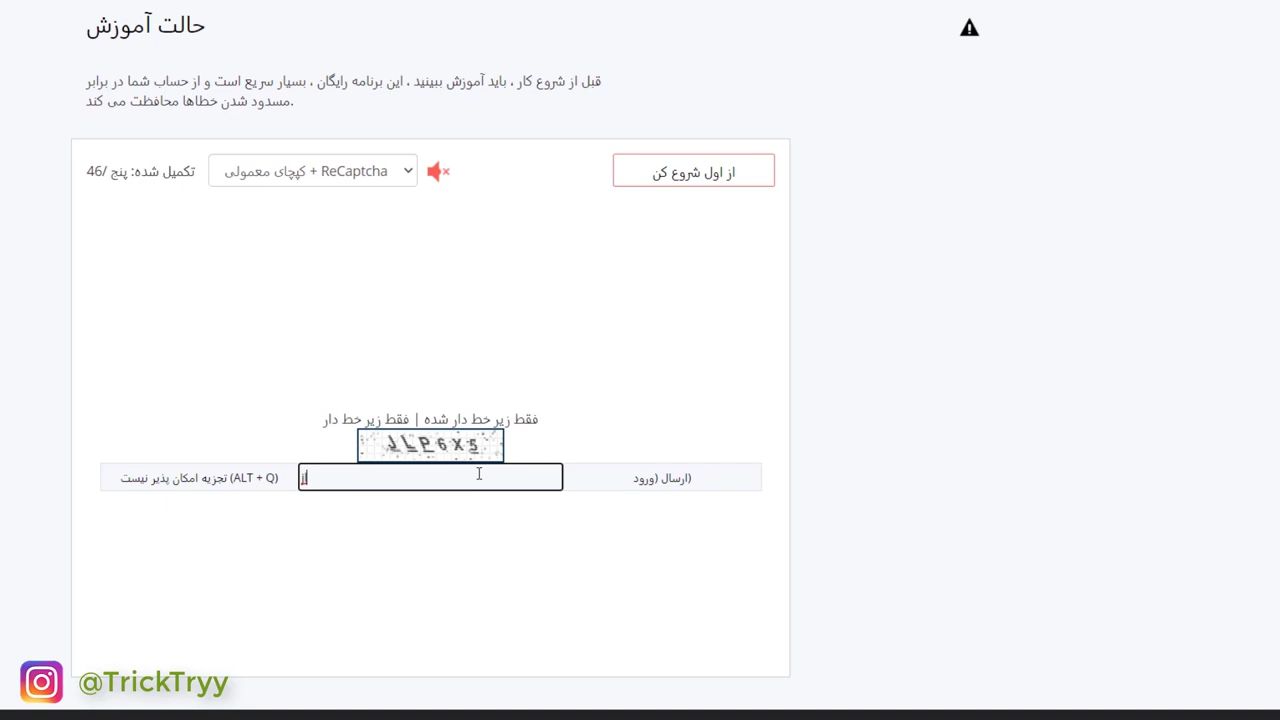 حالت آموزش
قبل از شروع کار ، باید آموزش ببینید ، این برنامه رایگان ، بسیار سریع است و از حساب شما در برابر
مسدود شدن خطاها محافظت می کند.
تکمیل شده: پنج /46
ReCaptcha + کپچای معمولی
از اول شروع کن
فقط زیر خط دار شده | فقط زیر خط دار
JLP6X5
(ALT + Q) تجزیه امکان پذیر نیست
jl
ارسال (ورود)
@TrickTryy